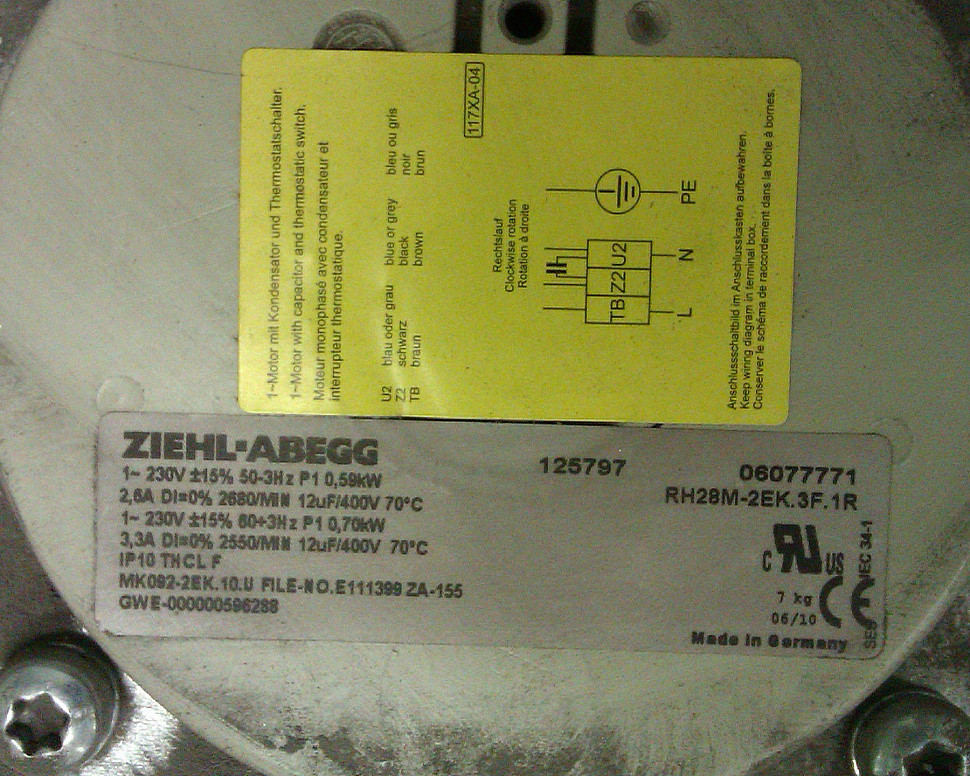 1~Motor mit Kondensator und Thermostatschalter.
1~Motor with capacitor and thermostatic switch.
Moteur monophasé avec condensateur et
interrupteur thermostatique.
U2 blau oder grau blue or grey bleu ou gris
Z2 schwarz black noir
TB braun brown brun
117XA-04
Rechtslauf
Clockwise rotation
Rotation à droite
TB Z2 U2
L N PE
Anschlussschaltbild im Anschlusskasten aufbewahren.
Keep wiring diagram in terminal box.
Conserver le schéma de raccordement dans la boîte à bornes.
ZIEHL-ABEGG
125797
06077771
RH28M-2EK.3F.1R
1~ 230V ±15% 50-3Hz P1 0,59kW
2,6A DI=0% 2680/MIN 12uF/400V 70°C
1~ 230V ±15% 60+3Hz P1 0,70kW
3,3A DI=0% 2550/MIN 12uF/400V 70°C
IP10 THCL F
MK092-2EK.10.U FILE-NO.E111399 ZA-155
GWE-000000596288
C RU US
IEC 34-1
7 kg
CE
06/10
Made in Germany